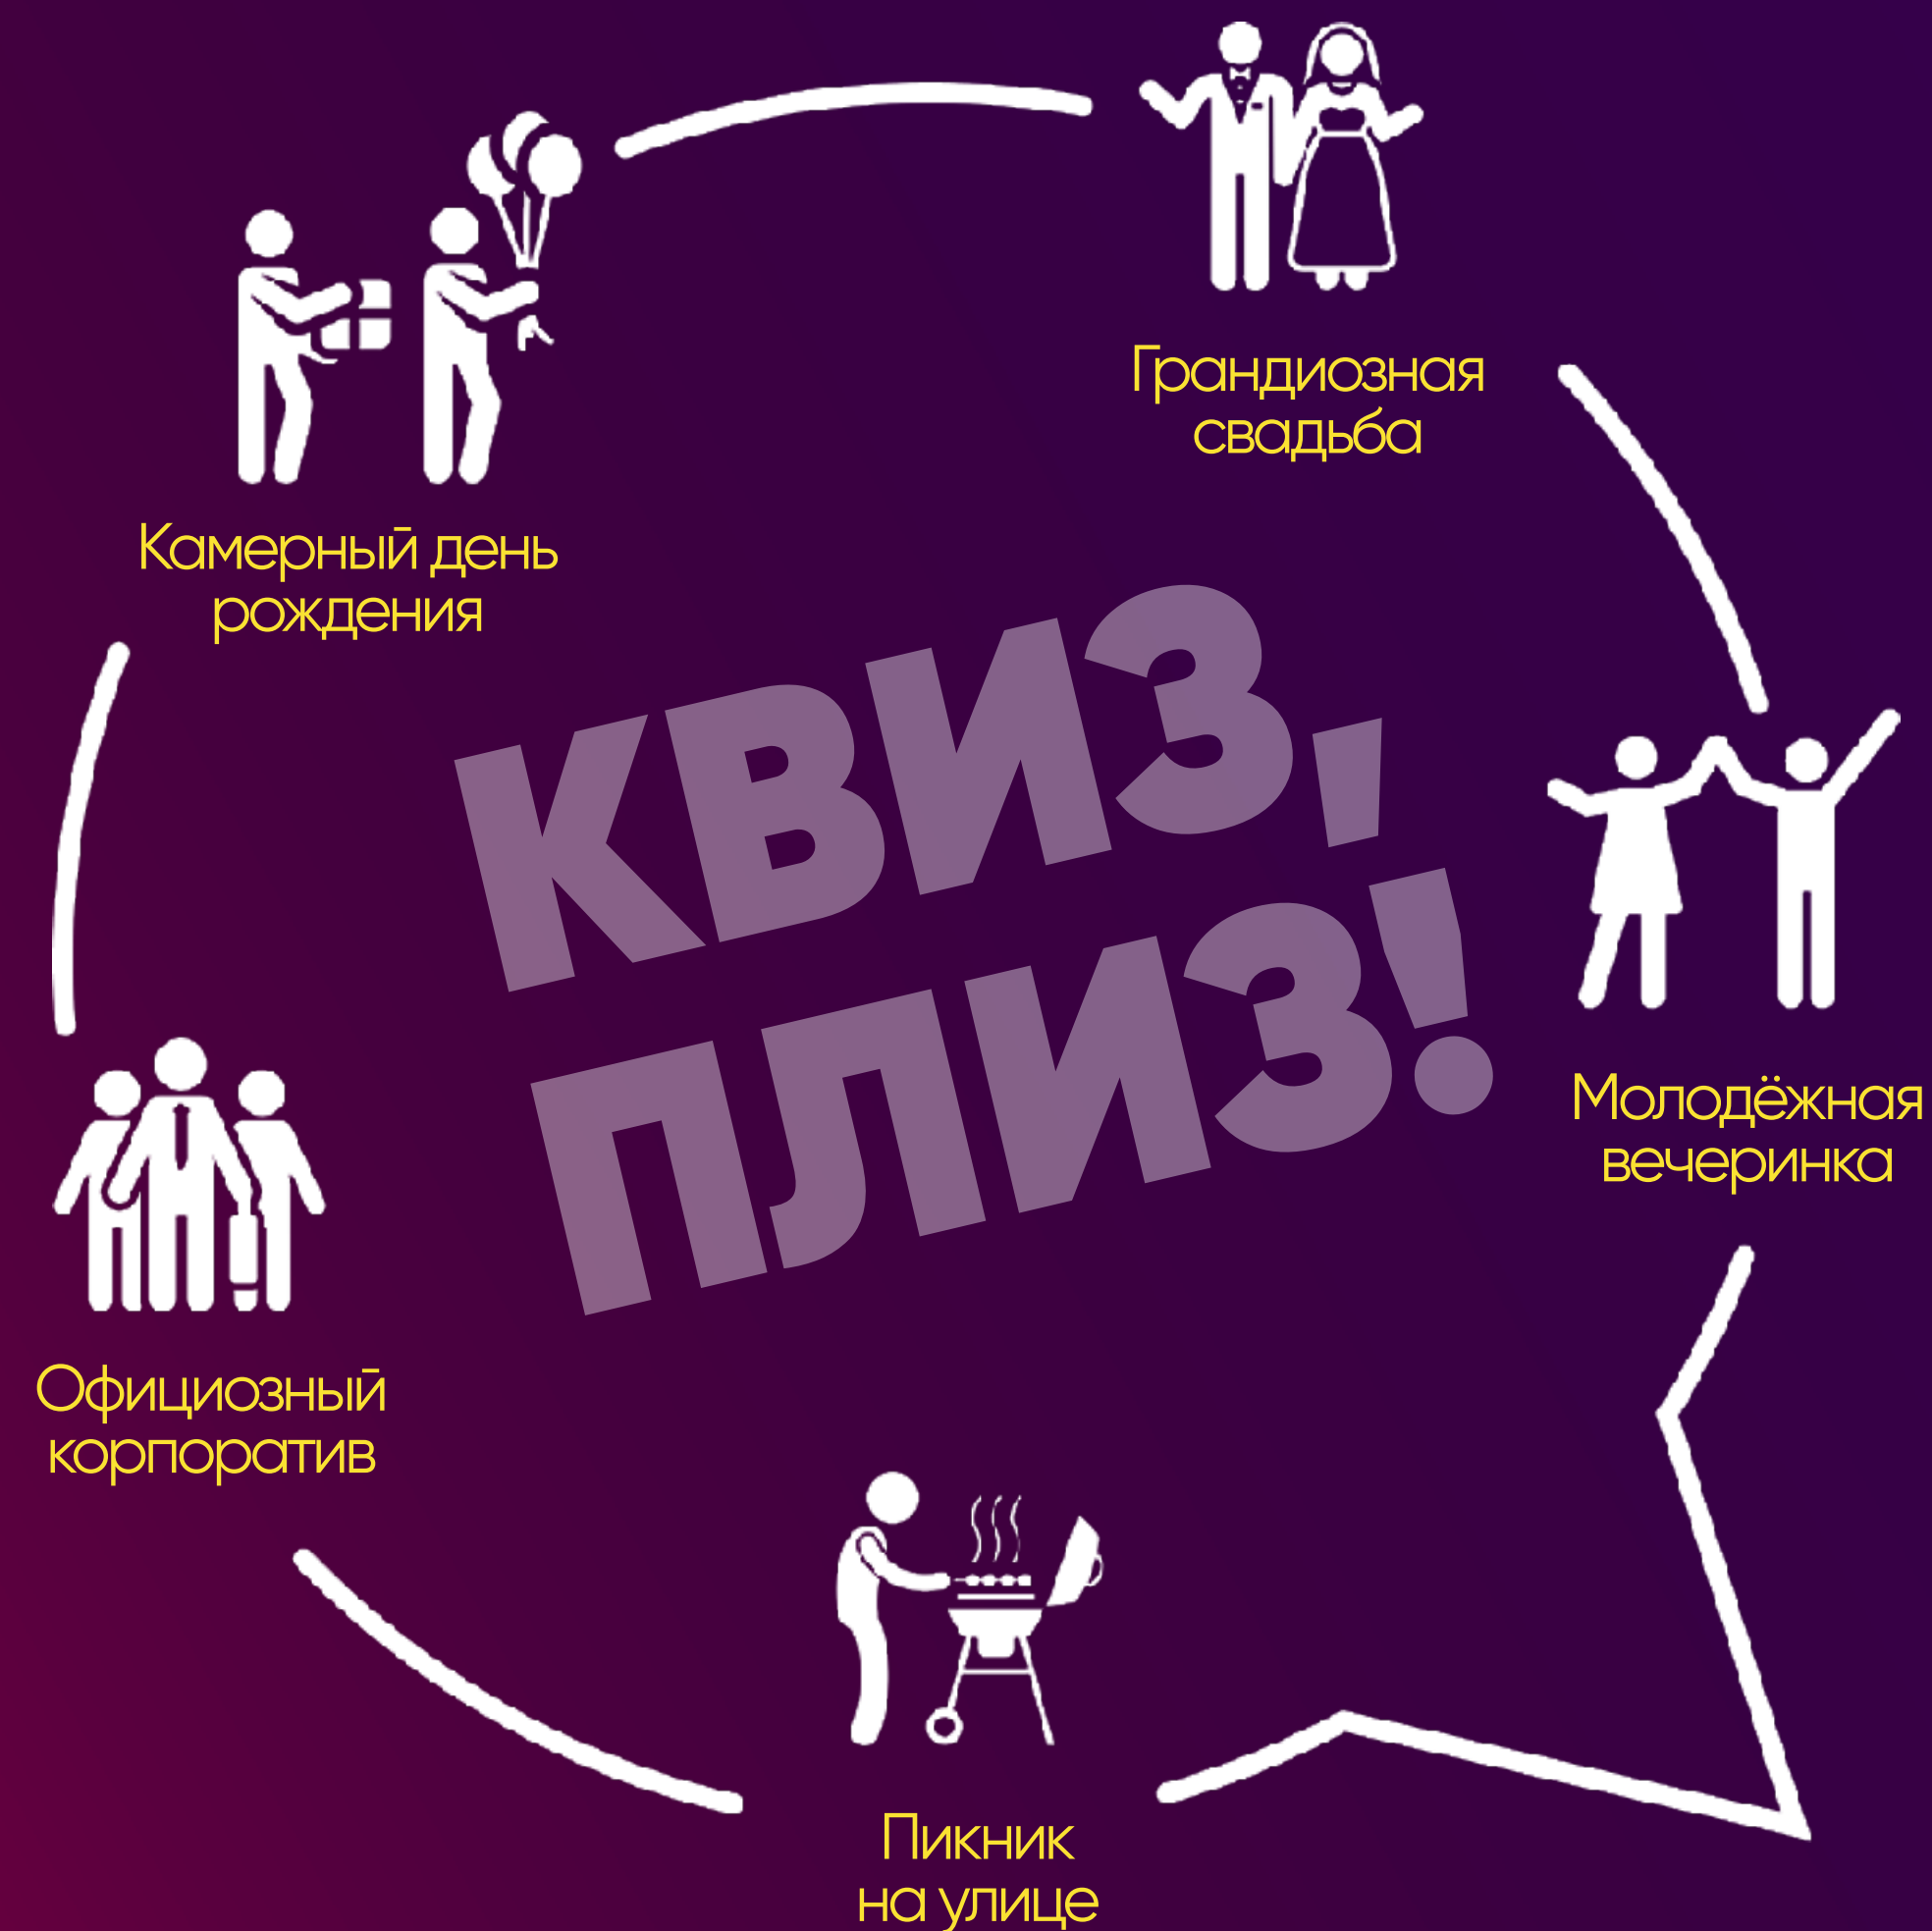 Грандиозная
свадьба
Камерный день
рождения
КВИЗ,
ПЛИЗ!
Молодёжная
вечеринка
Официозный
корпоратив
Пикник
на улице